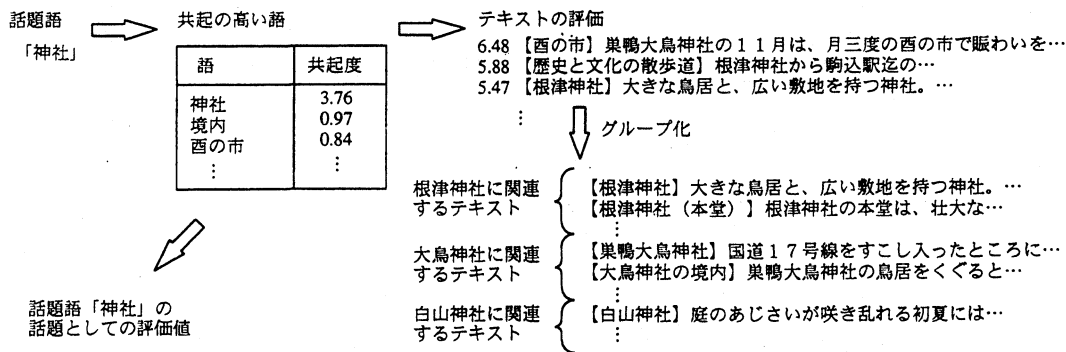 話題語
「神社」
共起の高い語
語 共起度
神社 3.76
境内 0.97
酉の市 0.84
⋮ ⋮
テキストの評価
6.48 【酉の市】巣鴨大鳥神社の１１月は、月三度の酉の市で賑わいを…
5.88 【歴史と文化の散歩道】根津神社から駒込駅迄の…
5.47 【根津神社】大きな鳥居と、広い敷地を持つ神社。…
⋮
グループ化
根津神社に関連
するテキスト
【根津神社】大きな鳥居と、広い敷地を持つ神社。…
【根津神社（本堂）】根津神社の本堂は、壮大な…
⋮
大鳥神社に関連
するテキスト
【巣鴨大鳥神社】国道１７号線をすこし入ったところに…
【大鳥神社の境内】巣鴨大鳥神社の鳥居をくぐると…
⋮
白山神社に関連
するテキスト
【白山神社】庭のあじさいが咲き乱れる初夏には…
⋮
話題語「神社」の
話題としての評価値